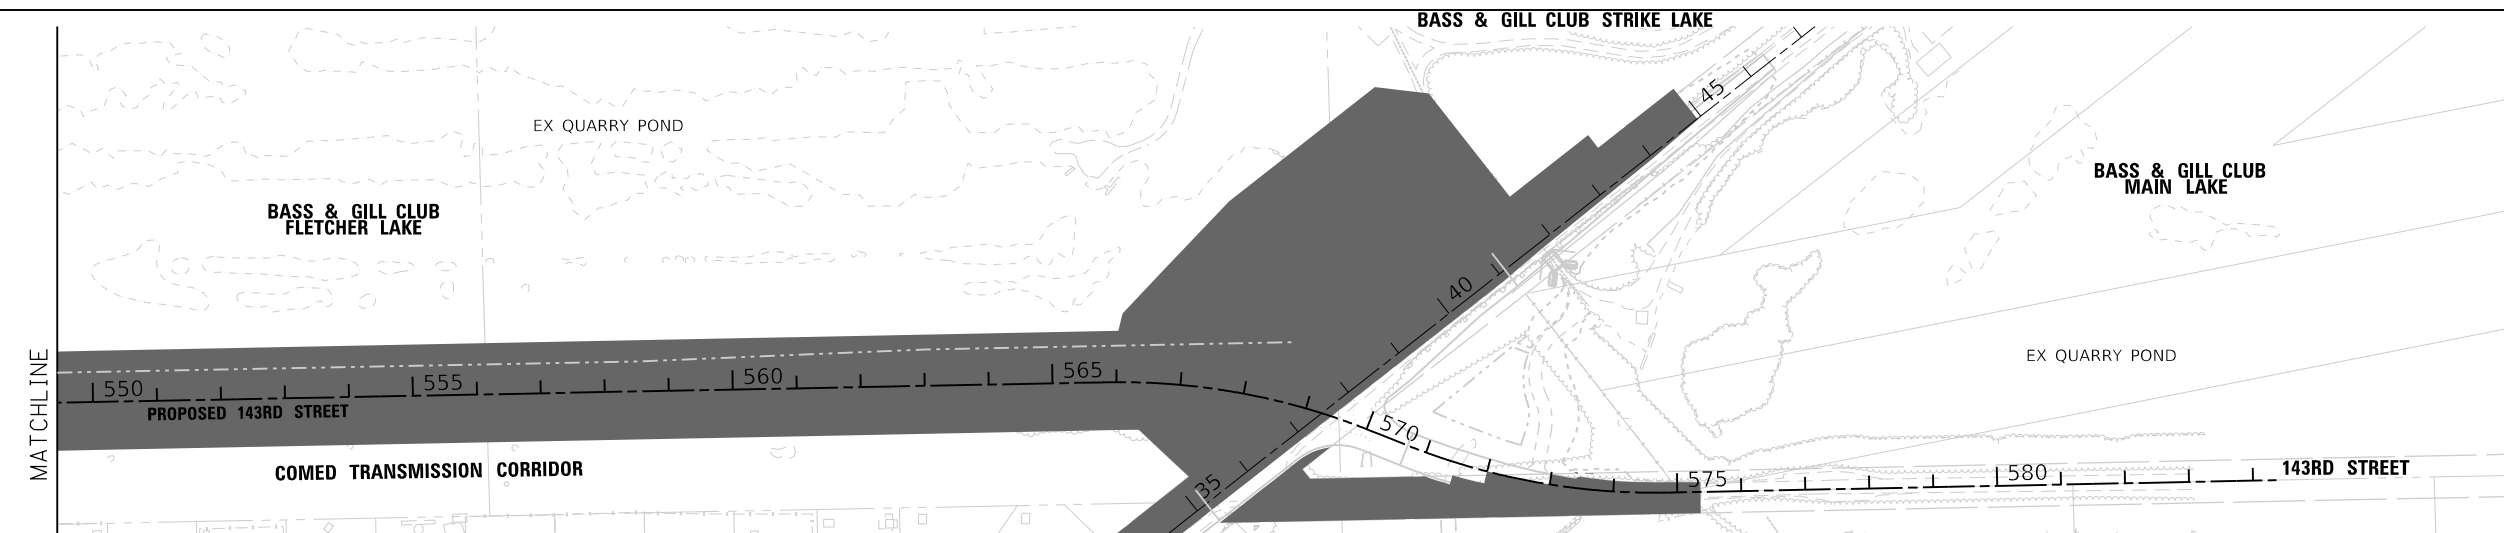 BASS & GILL CLUB STRIKE LAKE
45
EX QUARRY POND
BASS & GILL CLUB
MAIN LAKE
BASS & GILL CLUB
FLETCHER LAKE
40
MATCHLINE
EX QUARRY POND
550
555
560
565
PROPOSED 143RD STREET
570
COMED TRANSMISSION CORRIDOR
35
575
580
143RD STREET